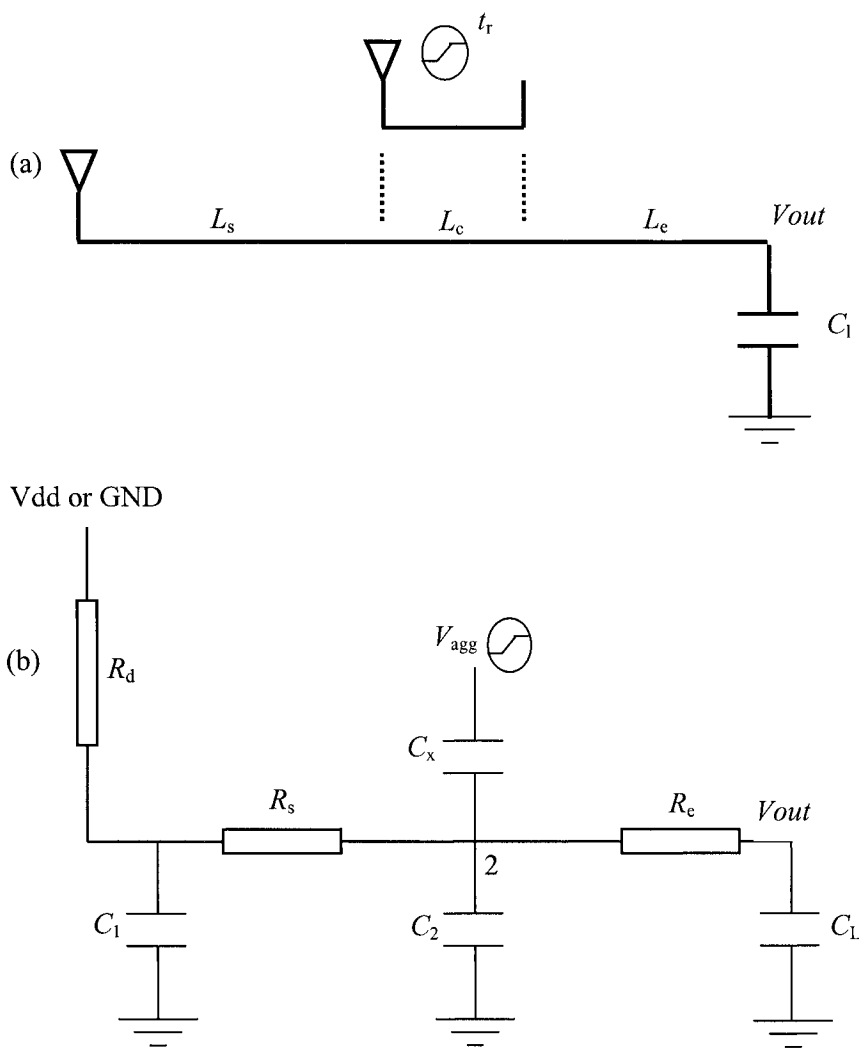 t_r
(a)
L_s
L_c
L_e
Vout
C_l
Vdd or GND
(b)
R_d
V_agg
C_x
R_s
R_e
Vout
2
C_1
C_2
C_L